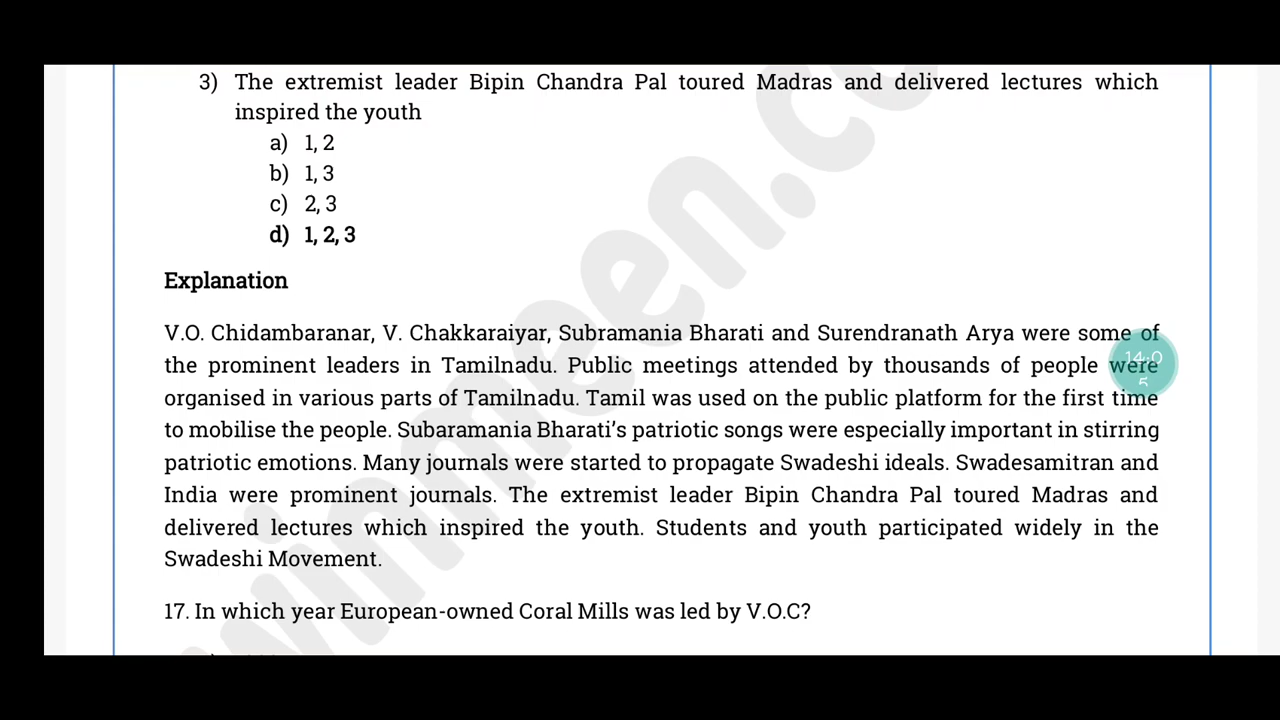 3) The extremist leader Bipin Chandra Pal toured Madras and delivered lectures which
inspired the youth
a) 1, 2
b) 1, 3
c) 2, 3
d) 1, 2, 3
Explanation
V.O. Chidambaranar, V. Chakkaraiyar, Subramania Bharati and Surendranath Arya were some of
the prominent leaders in Tamilnadu. Public meetings attended by thousands of people were
organised in various parts of Tamilnadu. Tamil was used on the public platform for the first time
to mobilise the people. Subaramania Bharati's patriotic songs were especially important in stirring
patriotic emotions. Many journals were started to propagate Swadeshi ideals. Swadesamitran and
India were prominent journals. The extremist leader Bipin Chandra Pal toured Madras and
delivered lectures which inspired the youth. Students and youth participated widely in the
Swadeshi Movement.
17. In which year European-owned Coral Mills was led by V.O.C?
14:0
5
winmeen.co